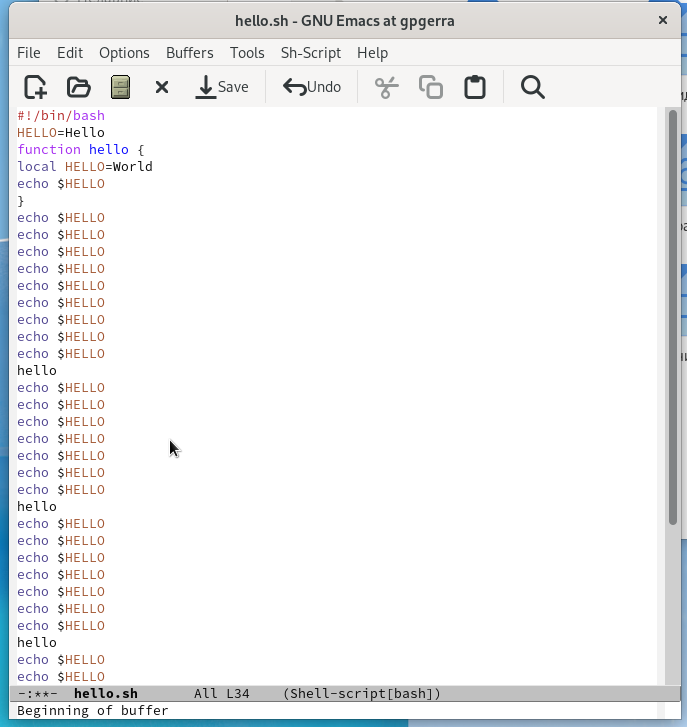 hello.sh - GNU Emacs at gpgerra
File Edit Options Buffers Tools Sh-Script Help
Save Undo
#!/bin/bash
HELLO=Hello
function hello {
local HELLO=World
echo $HELLO
}
echo $HELLO
echo $HELLO
echo $HELLO
echo $HELLO
echo $HELLO
echo $HELLO
echo $HELLO
echo $HELLO
echo $HELLO
hello
echo $HELLO
echo $HELLO
echo $HELLO
echo $HELLO
echo $HELLO
echo $HELLO
echo $HELLO
hello
echo $HELLO
echo $HELLO
echo $HELLO
echo $HELLO
echo $HELLO
echo $HELLO
echo $HELLO
hello
echo $HELLO
echo $HELLO
-:**- hello.sh All L34 (Shell-script[bash])
Beginning of buffer